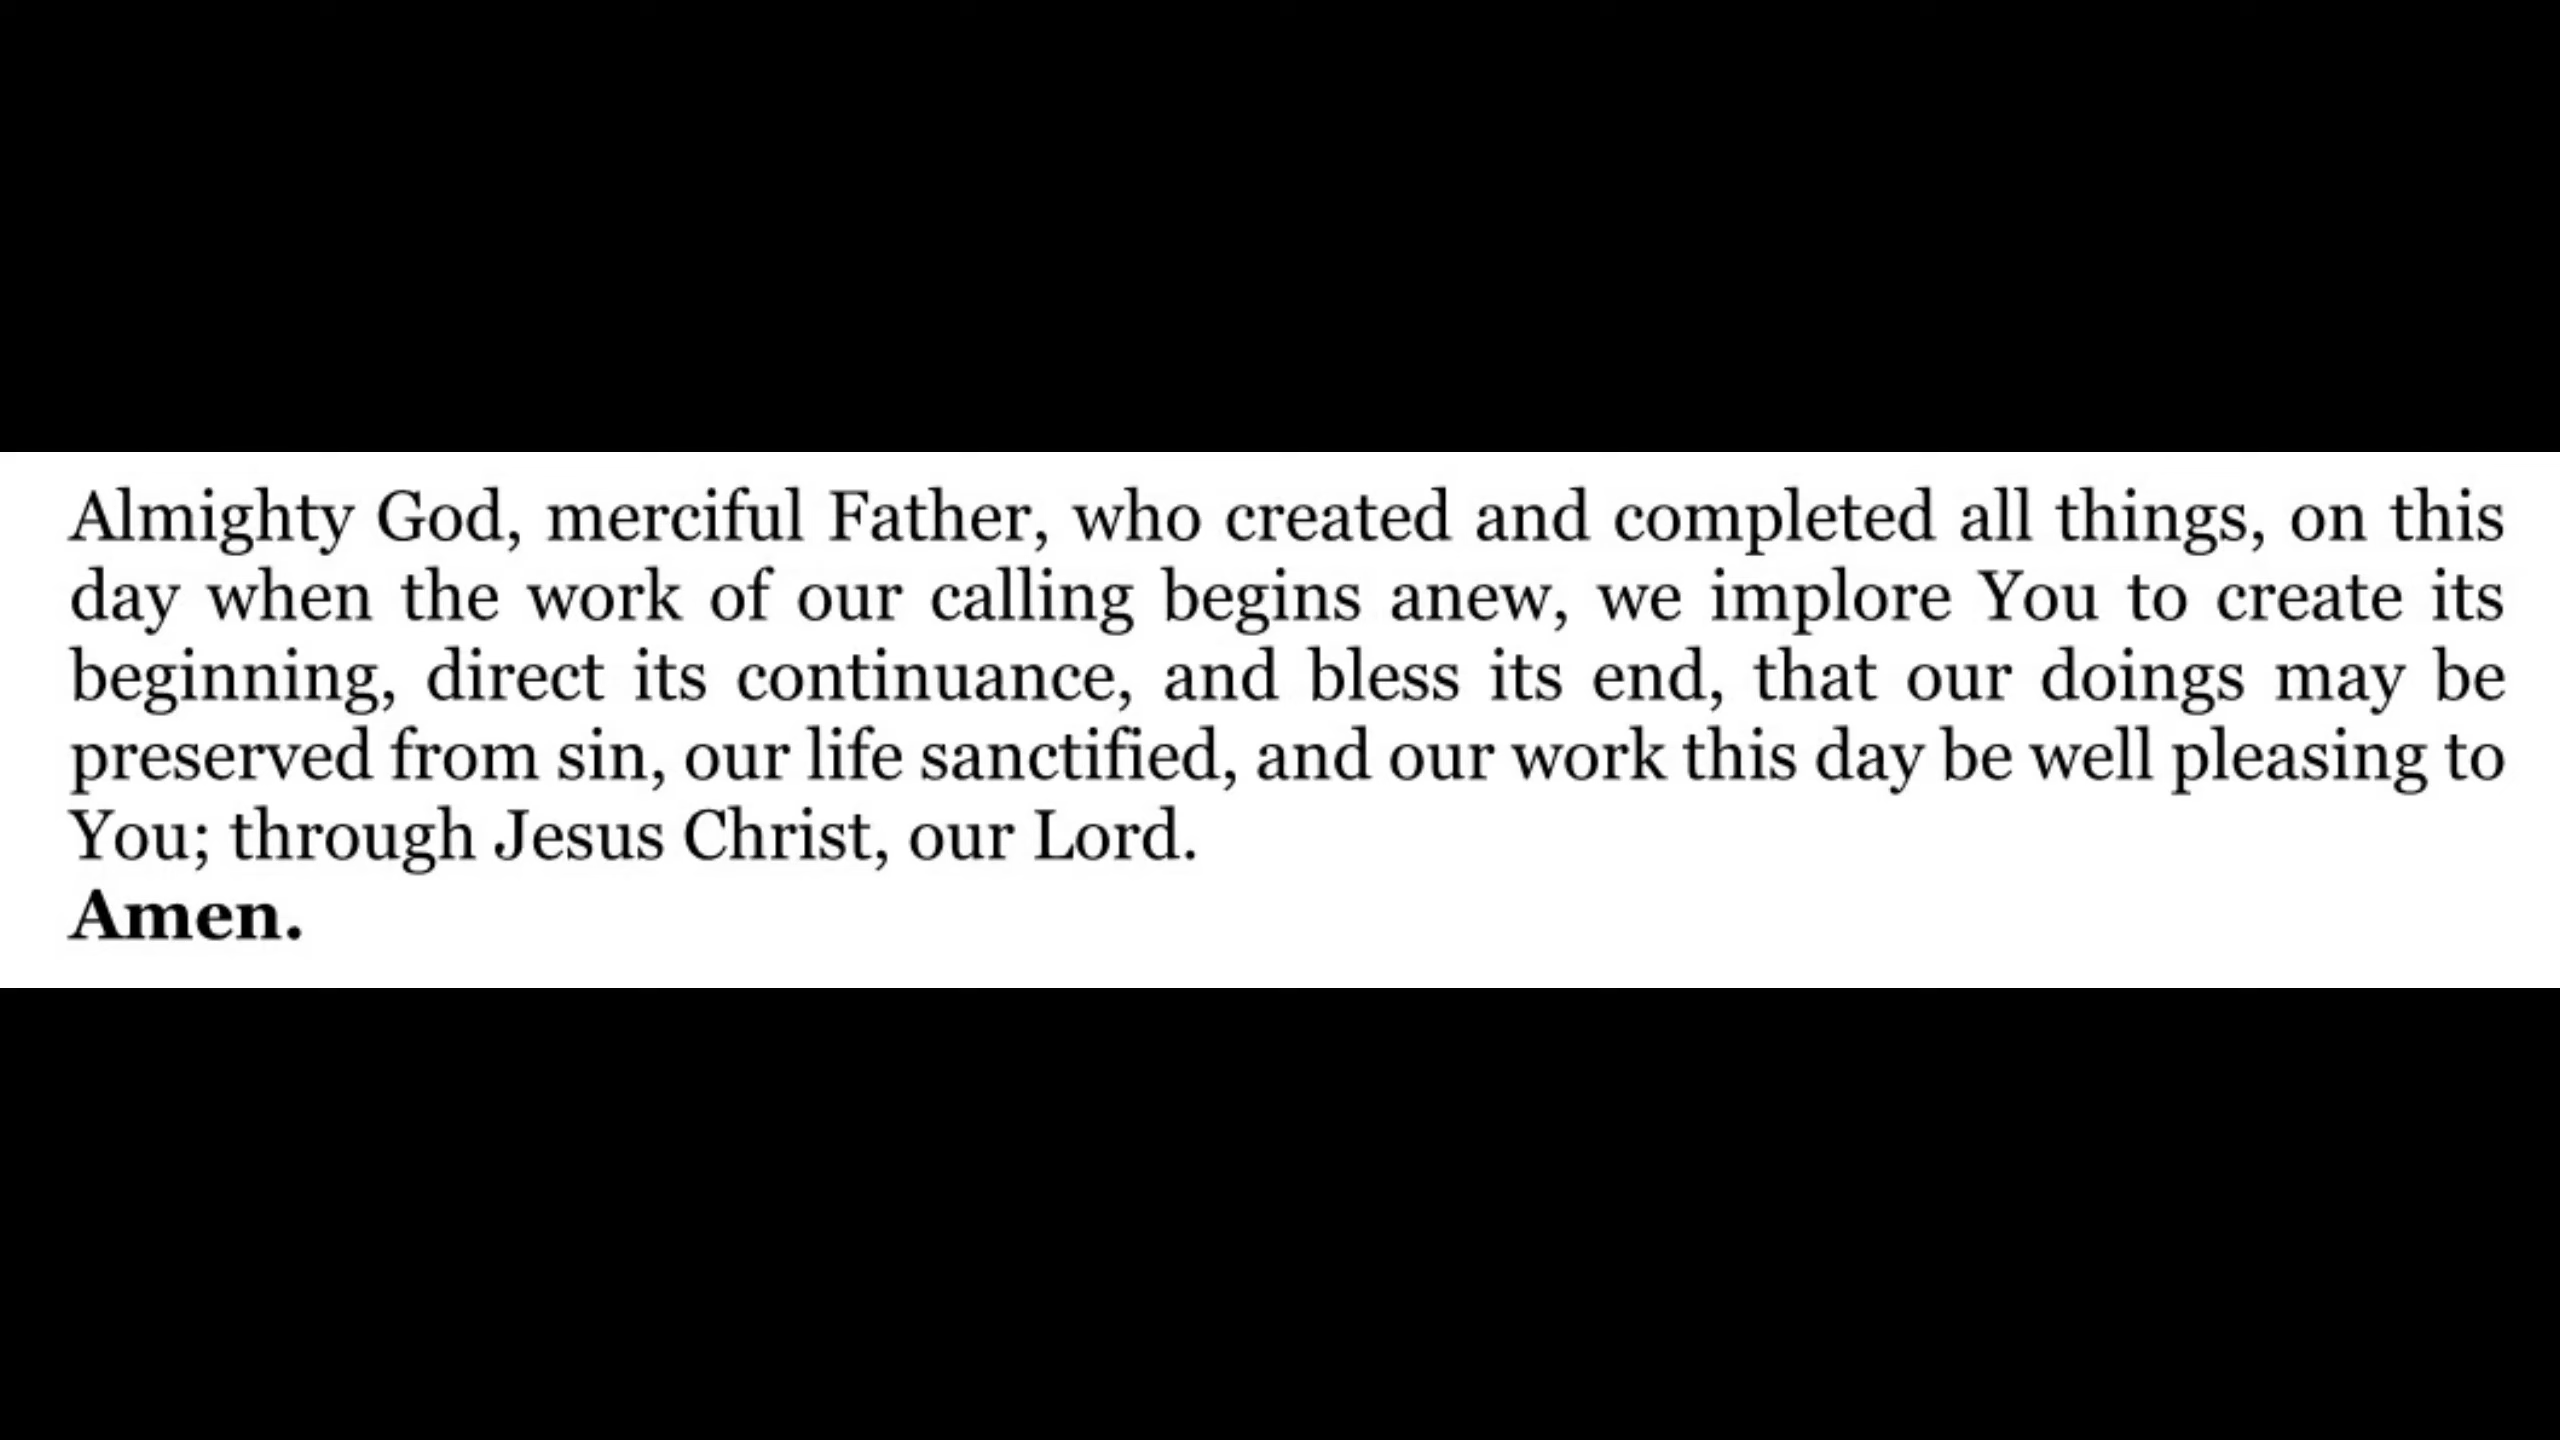 Almighty God, merciful Father, who created and completed all things, on this
day when the work of our calling begins anew, we implore You to create its
beginning, direct its continuance, and bless its end, that our doings may be
preserved from sin, our life sanctified, and our work this day be well pleasing to
You; through Jesus Christ, our Lord.
Amen.